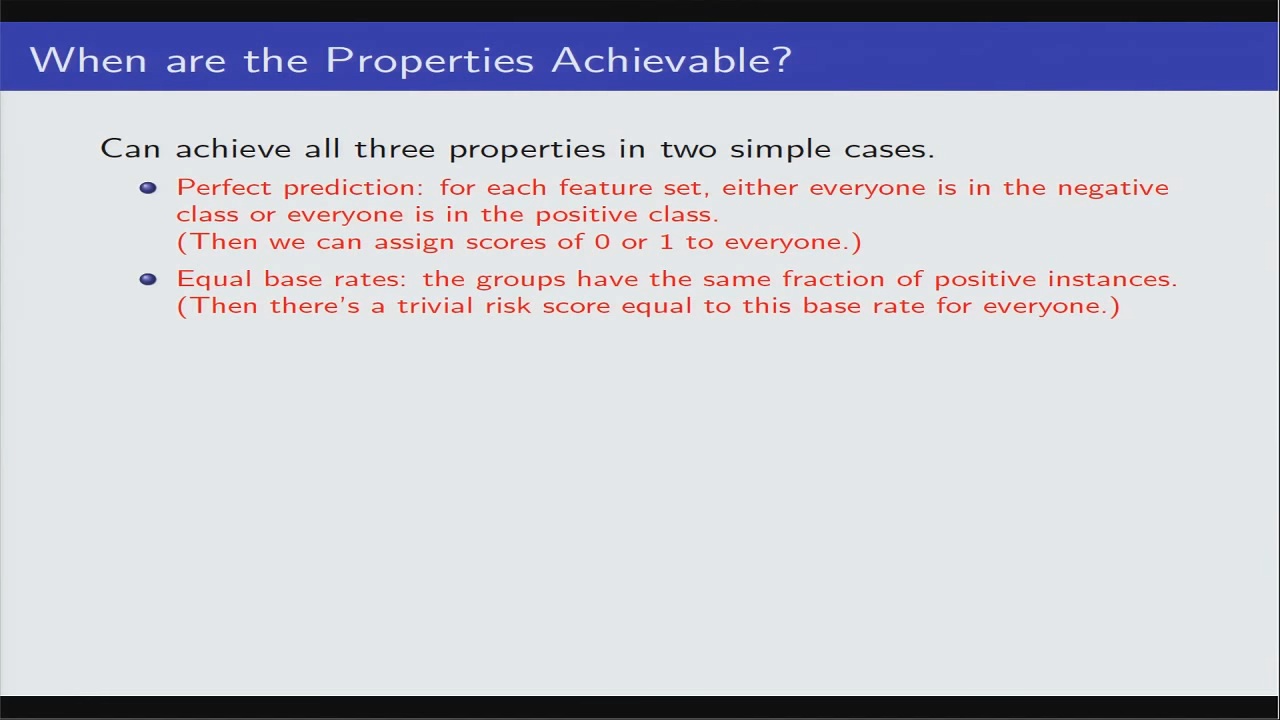 When are the Properties Achievable?
Can achieve all three properties in two simple cases.
Perfect prediction: for each feature set, either everyone is in the negative
class or everyone is in the positive class.
(Then we can assign scores of 0 or 1 to everyone.)
Equal base rates: the groups have the same fraction of positive instances.
(Then there's a trivial risk score equal to this base rate for everyone.)